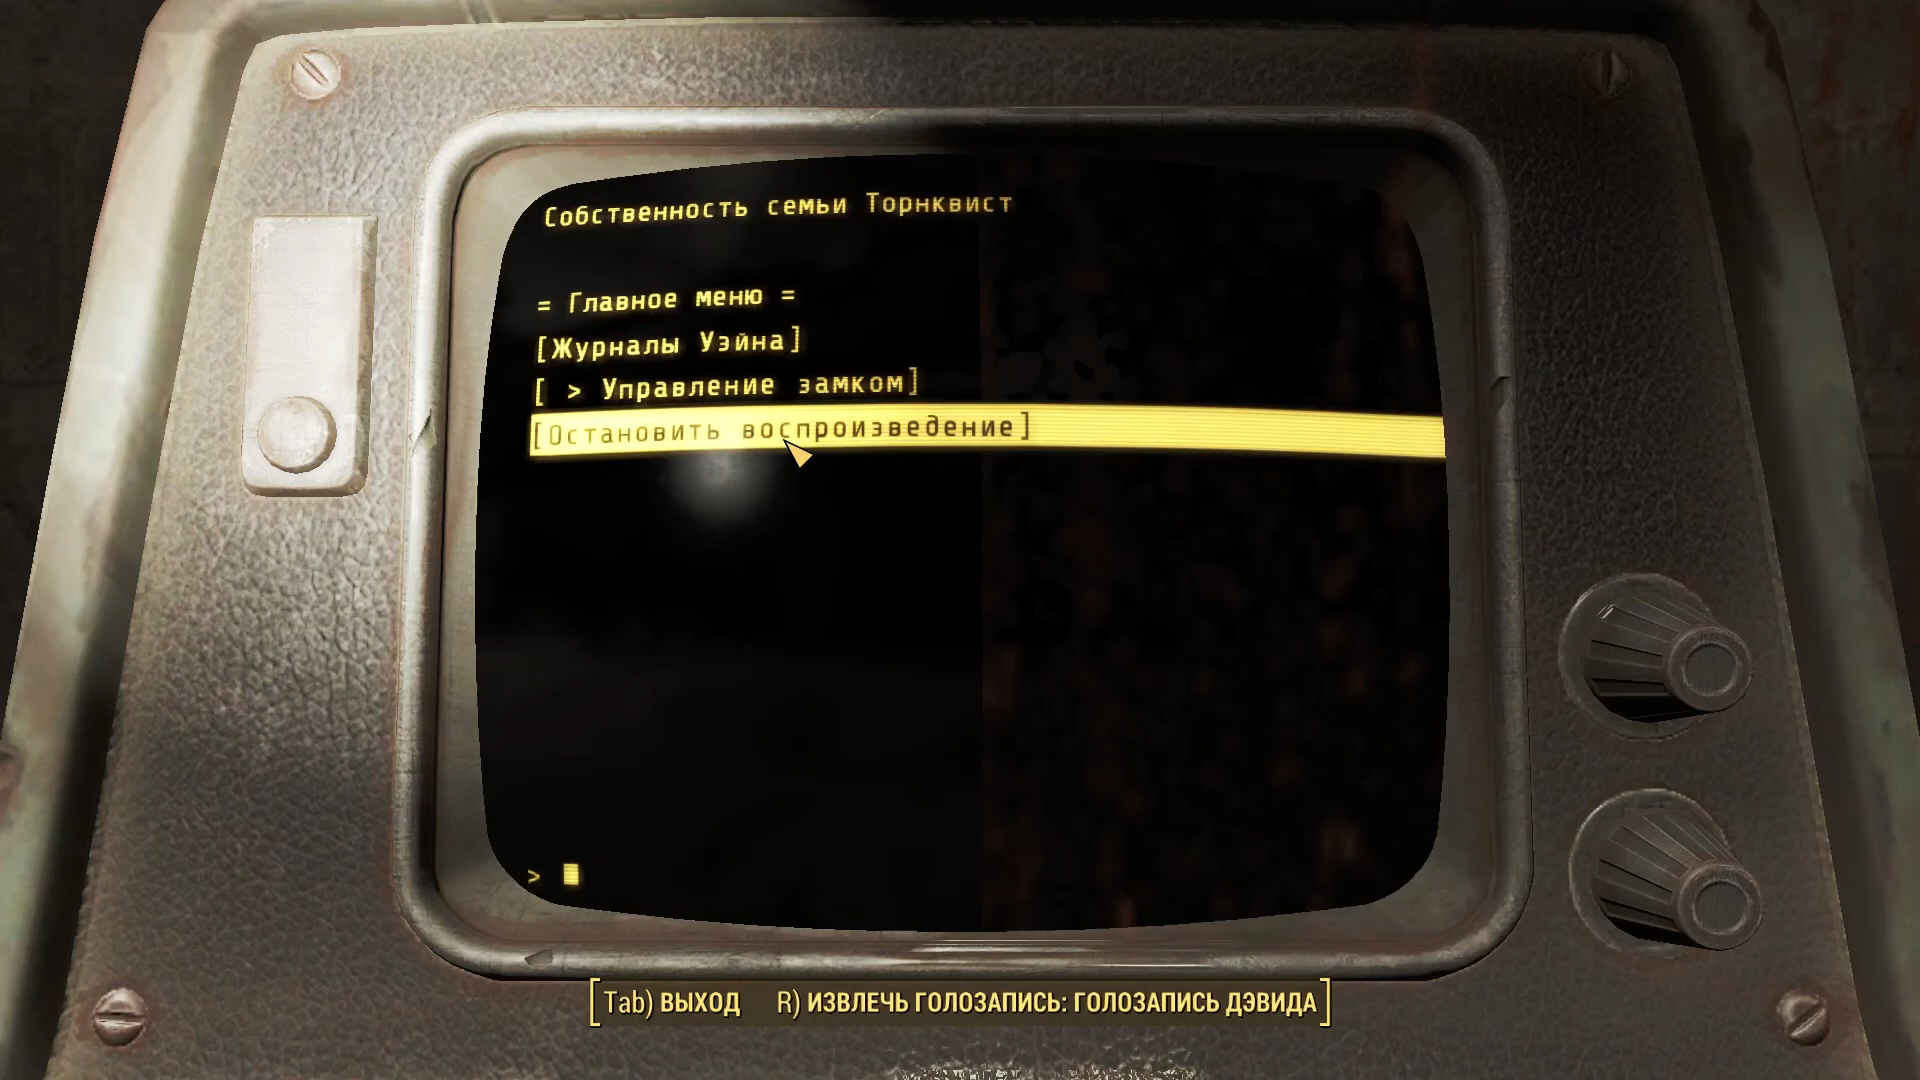 Собственность семьи Торнквист
= Главное меню =
[Журналы Уэйна]
[ > Управление замком]
[Остановить воспроизведение]
>
[Tab) ВЫХОД R) ИЗВЛЕЧЬ ГОЛОЗАПИСЬ: ГОЛОЗАПИСЬ ДЭВИДА]